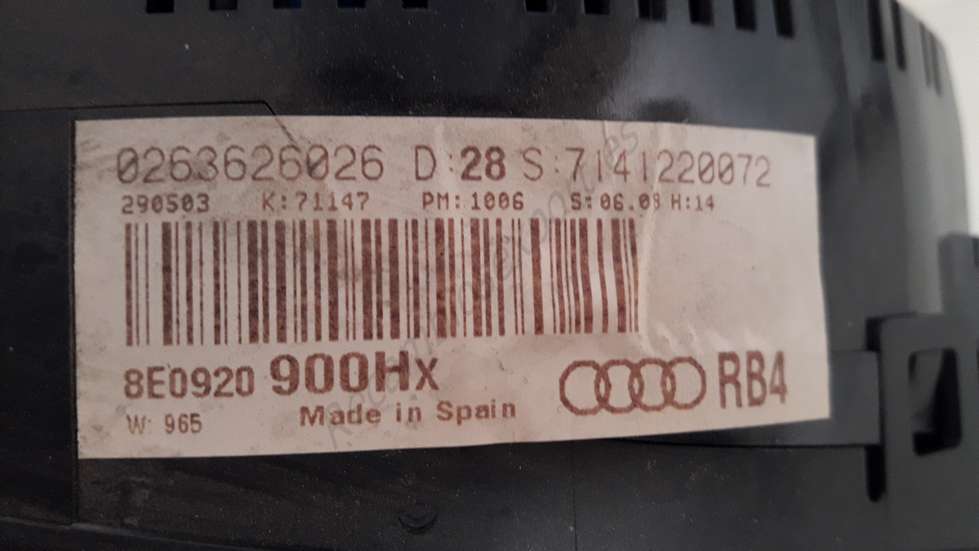 0263626026 D:28 S:7141220072
290503 K:71147 PM:1006 S:06.08 H:14
8E0920 900HX RB4
W: 965 Made in Spain